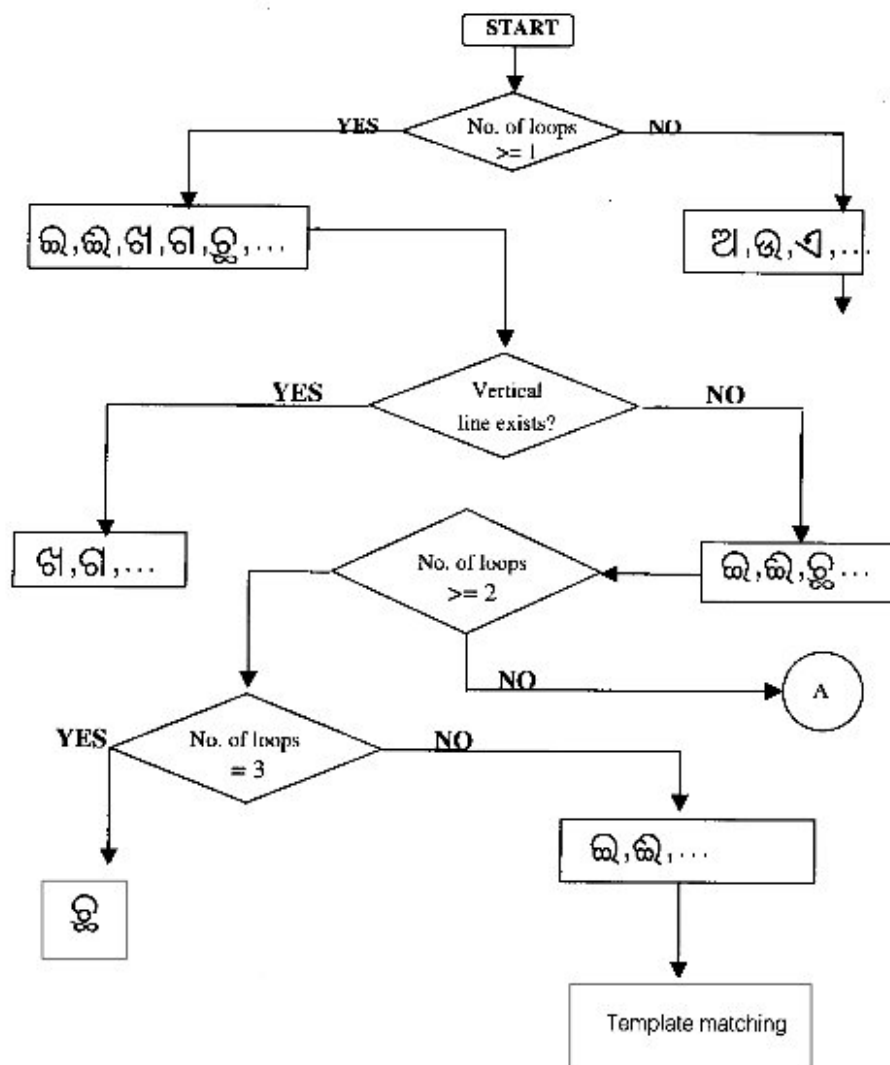 START
YES
No. of loops
>= 1
NO
ଇ,ଈ,ଖ,ଗ,ଚ୍ଛ,...
ଅ,ଉ,ଏ,...
YES
Vertical
line exists?
NO
ଖ,ଗ,...
No. of loops
>= 2
ଇ,ଈ,ଚ୍ଛ...
NO
A
YES
No. of loops
= 3
NO
ଇ,ଈ,...
ଚ୍ଛ
Template matching